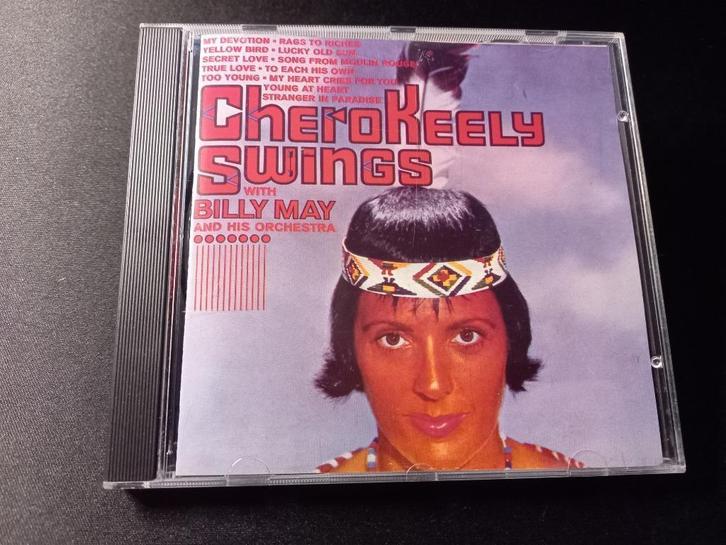 MY DEVOTION • RAGS TO RICHES
YELLOW BIRD • LUCKY OLD SUN
SECRET LOVE • SONG FROM MOULIN ROUGE
TRUE LOVE • TO EACH HIS OWN
TOO YOUNG • MY HEART CRIES FOR YOU
YOUNG AT HEART
STRANGER IN PARADISE
CheroKEELY
SWINGS
WITH
BILLY MAY
AND HIS ORCHESTRA